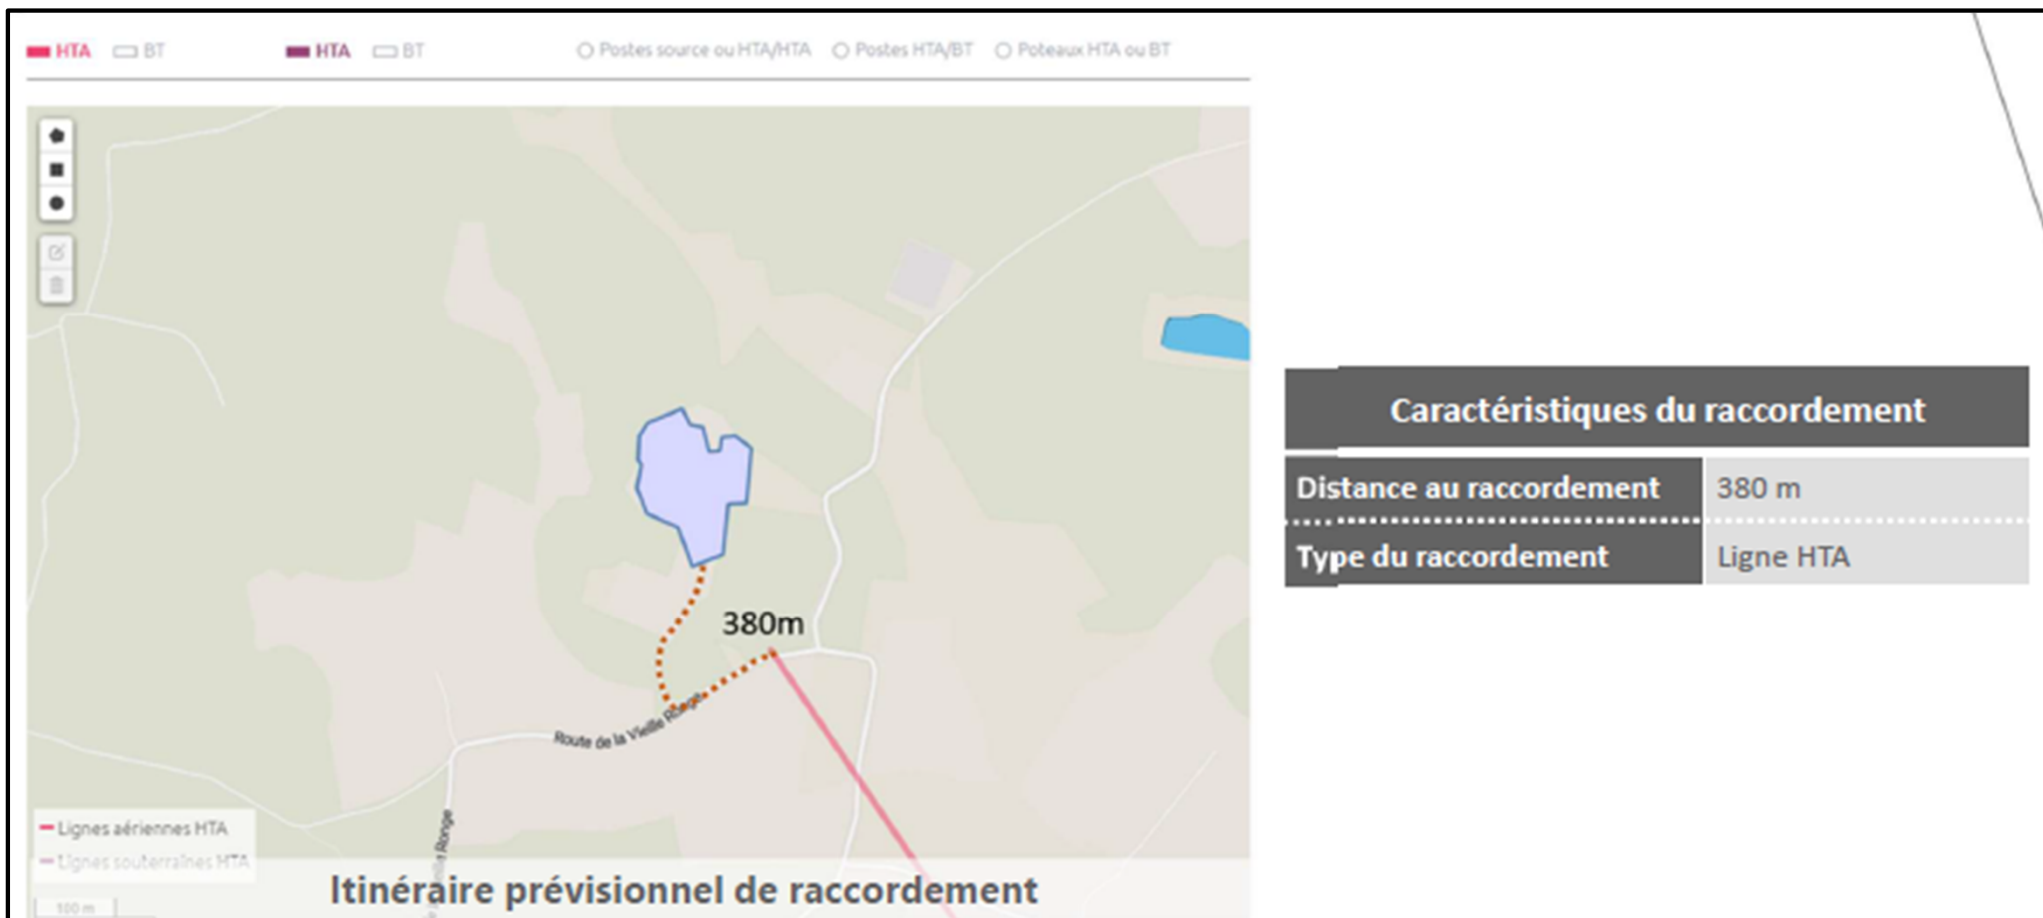 HTA BT HTA BT Postes source ou HTA/HTA Postes HTA/BT Poteaux HTA ou BT
Caractéristiques du raccordement
Distance au raccordement 380 m
Type du raccordement Ligne HTA
380m
Route de la Vieille Ronge
Ronge
Lignes aériennes HTA
Lignes souterraines HTA
Itinéraire prévisionnel de raccordement
100 m